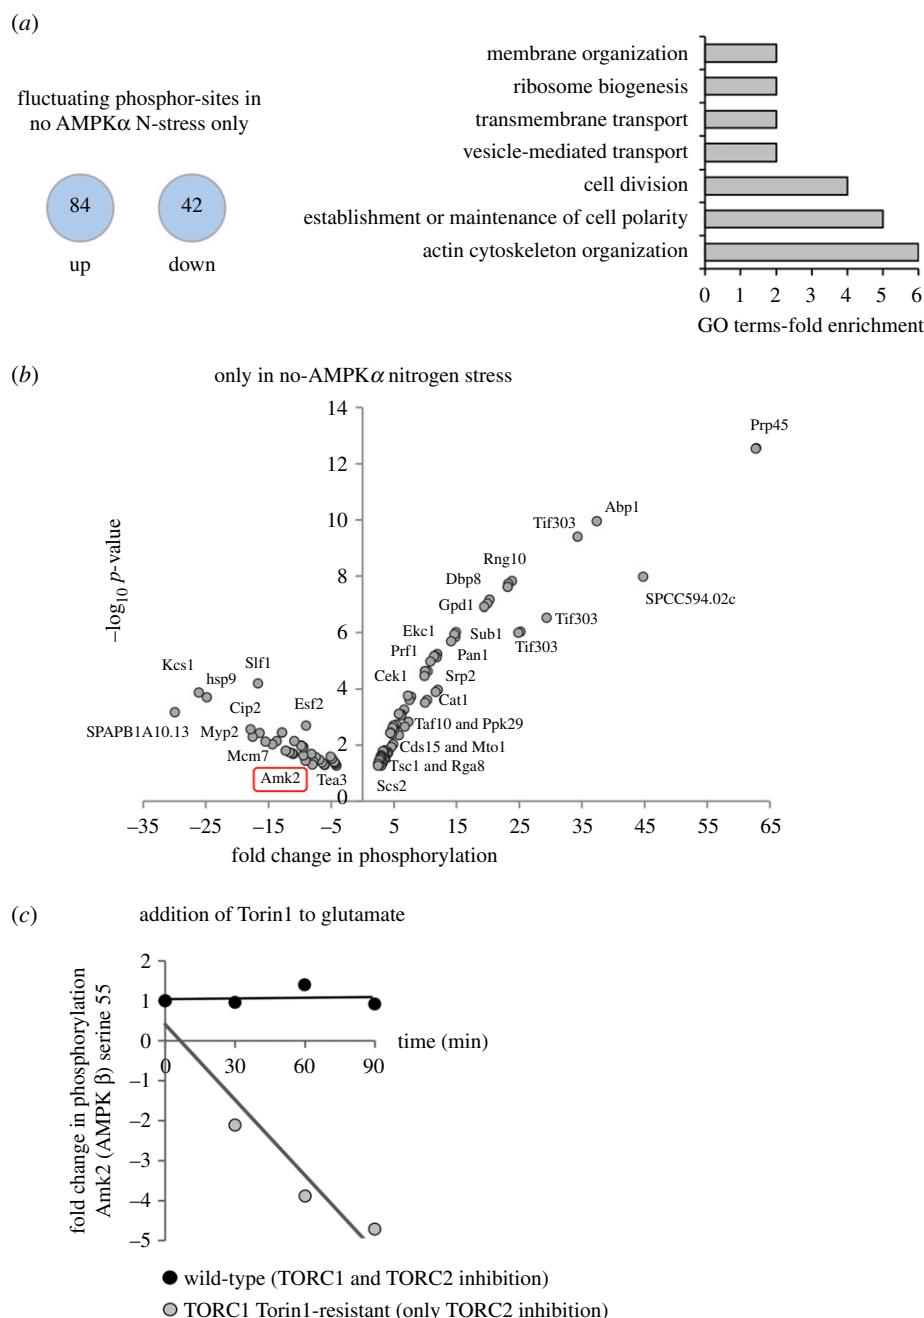 (a)
fluctuating phosphor-sites in
no AMPKα N-stress only
84
42
up
down
membrane organization
ribosome biogenesis
transmembrane transport
vesicle-mediated transport
cell division
establishment or maintenance of cell polarity
actin cytoskeleton organization
0 1 2 3 4 5 6
GO terms-fold enrichment
(b)
only in no-AMPKα nitrogen stress
14
12
10
8
6
4
2
0
–log10 p-value
Prp45
Abp1
Tif303
Rng10
Dbp8
SPCC594.02c
Gpd1
Tif303
Ekc1
Sub1
Tif303
Prf1
Pan1
Kcs1
Slf1
hsp9
Cek1
Srp2
Cip2
Esf2
Cat1
SPAPB1A10.13
Myp2
Taf10 and Ppk29
Mcm7
Cds15 and Mto1
Amk2
Tea3
Tsc1 and Rga8
Scs2
–35 –25 –15 –5 5 15 25 35 45 55 65
fold change in phosphorylation
(c)
addition of Torin1 to glutamate
fold change in phosphorylation
Amk2 (AMPK β) serine 55
2
1
0
–1
–2
–3
–4
–5
0 30 60 90
time (min)
wild-type (TORC1 and TORC2 inhibition)
TORC1 Torin1-resistant (only TORC2 inhibition)